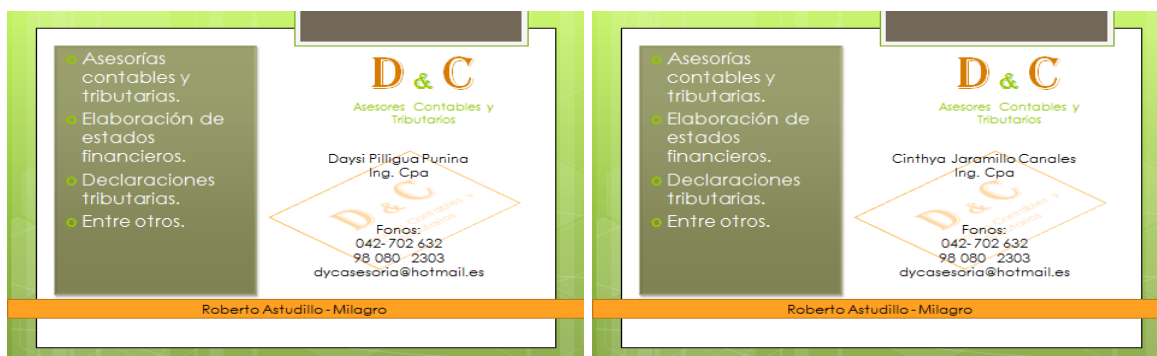 Asesorías
contables y
tributarias.
Elaboración de
estados
financieros.
Declaraciones
tributarias.
Entre otros.
D & C
Asesores Contables y
Tributarios
Daysi Pilligua Punina
Ing. Cpa
D & C
Contables y
Fonos:
042- 702 632
98 080 2303
dycasesoria@hotmail.es
Roberto Astudillo - Milagro
Asesorías
contables y
tributarias.
Elaboración de
estados
financieros.
Declaraciones
tributarias.
Entre otros.
D & C
Asesores Contables y
Tributarios
Cinthya Jaramillo Canales
Ing. Cpa
D & C
Contables y
Fonos:
042- 702 632
98 080 2303
dycasesoria@hotmail.es
Roberto Astudillo - Milagro